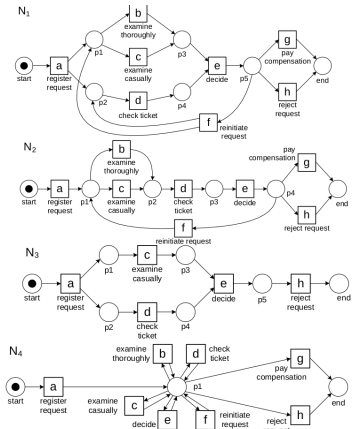 N1
b
examine
thoroughly
g
pay
compensation
p1
c
p3
examine
casually
a
e
p5
start
register
request
decide
end
d
p2
check ticket
p4
h
reject
request
f
reinitiate
request
N2
b
examine
thoroughly
pay
compensation
g
a
c
d
e
start
register
request
p1
examine
casually
p2
check
ticket
p3
decide
p4
end
f
reinitiate request
h
reject request
N3
p1
c
p3
examine
casually
a
e
h
start
register
request
decide
p5
reject
request
end
d
p2
check
ticket
p4
N4
examine
thoroughly
b
d
check
ticket
g
pay
compensation
a
p1
start
register
request
end
examine
casually
c
h
decide
e
f
reinitiate
request
reject